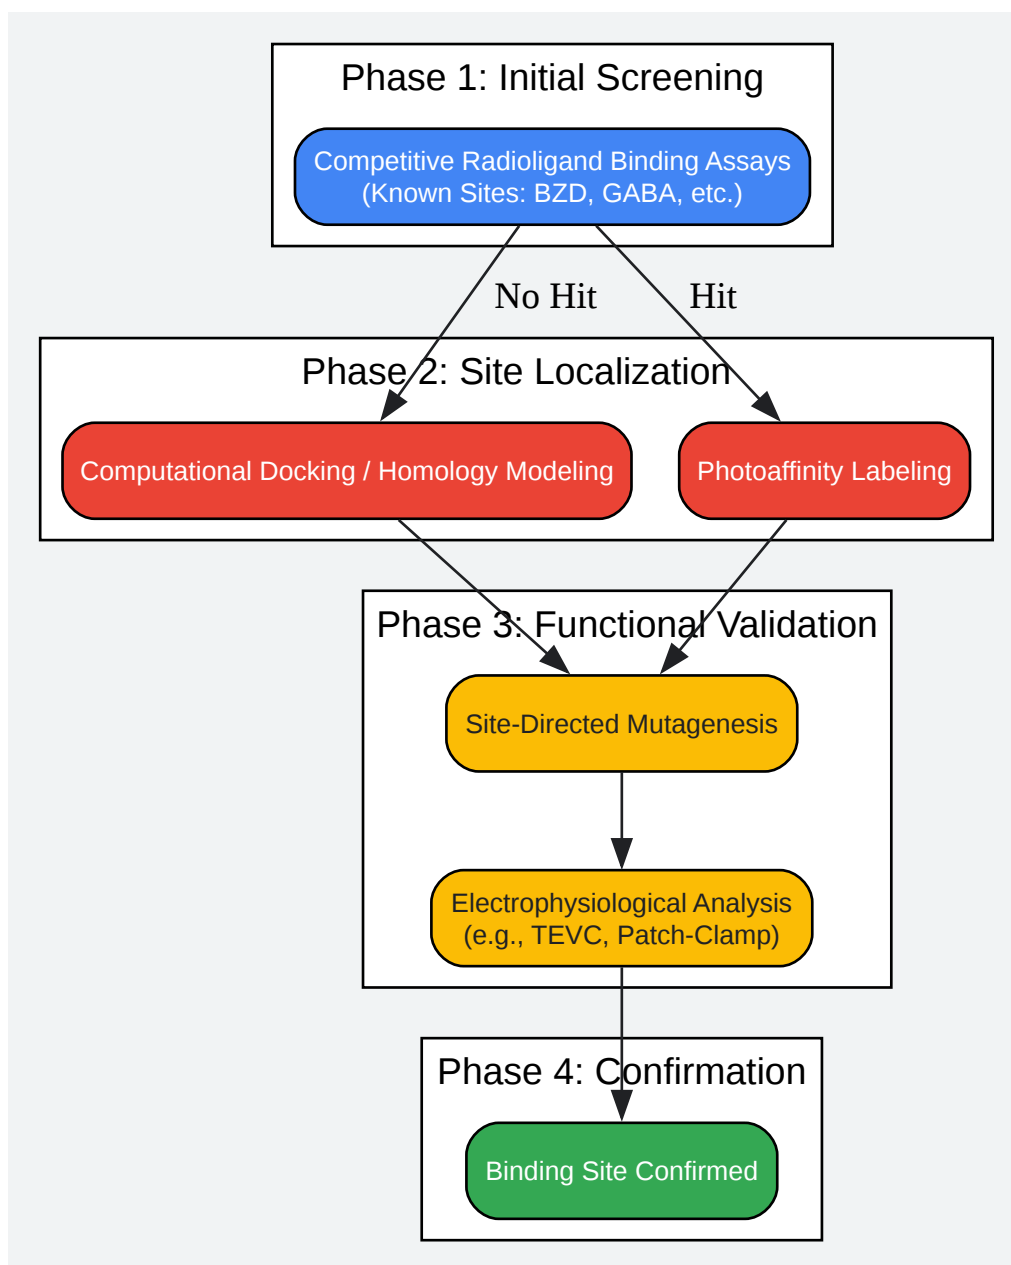 Phase 1: Initial Screening
Competitive Radioligand Binding Assays
(Known Sites: BZD, GABA, etc.)
No Hit
Hit
Phase 2: Site Localization
Computational Docking / Homology Modeling
Photoaffinity Labeling
Phase 3: Functional Validation
Site-Directed Mutagenesis
Electrophysiological Analysis
(e.g., TEVC, Patch-Clamp)
Phase 4: Confirmation
Binding Site Confirmed